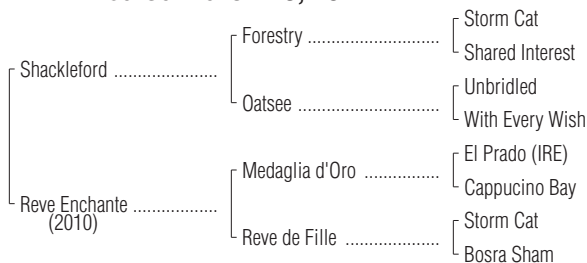 Storm Cat
Forestry
Shared Interest
Shackleford
Unbridled
Oatsee
With Every Wish
El Prado (IRE)
Medaglia d'Oro
Cappucino Bay
Reve Enchante
(2010)
Storm Cat
Reve de Fille
Bosra Sham